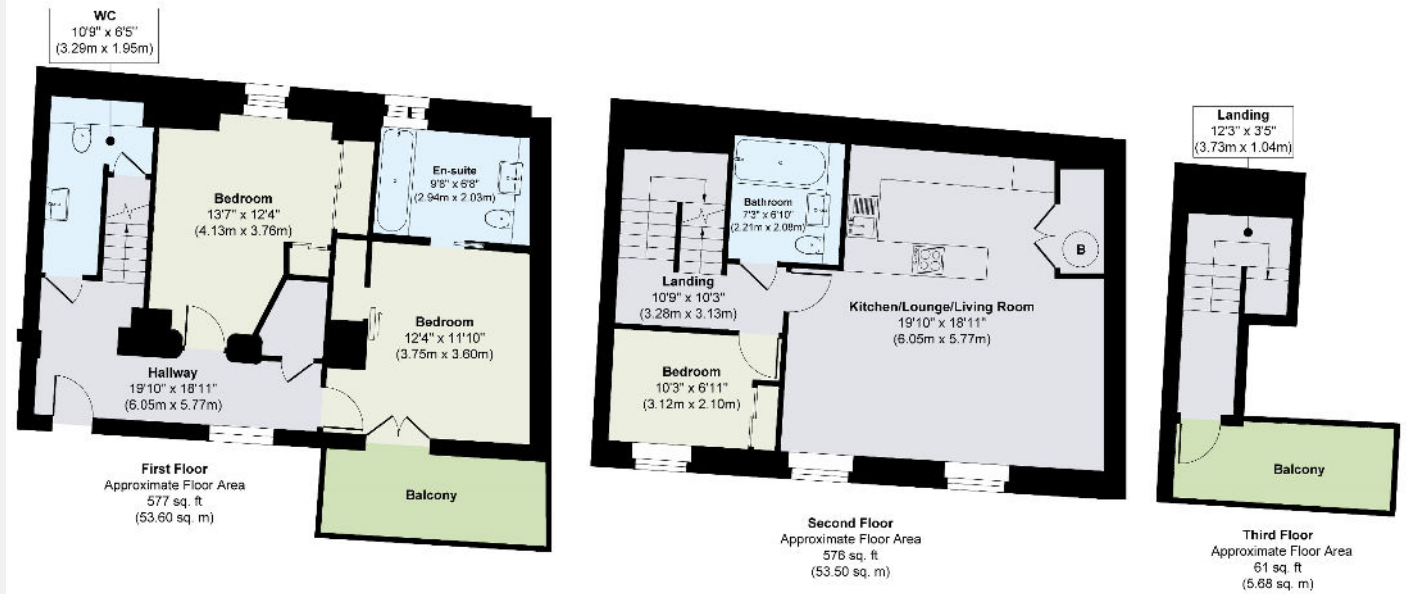 WC
10'9" x 6'5"
(3.29m x 1.95m)
Bedroom
13'7" x 12'4"
(4.13m x 3.76m)
En-suite
9'8" x 6'8"
(2.94m x 2.03m)
Bedroom
12'4" x 11'10"
(3.75m x 3.60m)
Hallway
19'10" x 18'11"
(6.05m x 5.77m)
Balcony
First Floor
Approximate Floor Area
577 sq. ft
(53.60 sq. m)
Bathroom
7'3" x 6'10"
(2.21m x 2.08m)
B
Landing
10'9" x 10'3"
(3.28m x 3.13m)
Kitchen/Lounge/Living Room
19'10" x 18'11"
(6.05m x 5.77m)
Bedroom
10'3" x 6'11"
(3.12m x 2.10m)
Second Floor
Approximate Floor Area
576 sq. ft
(53.50 sq. m)
Landing
12'3" x 3'5"
(3.73m x 1.04m)
Balcony
Third Floor
Approximate Floor Area
61 sq. ft
(5.68 sq. m)